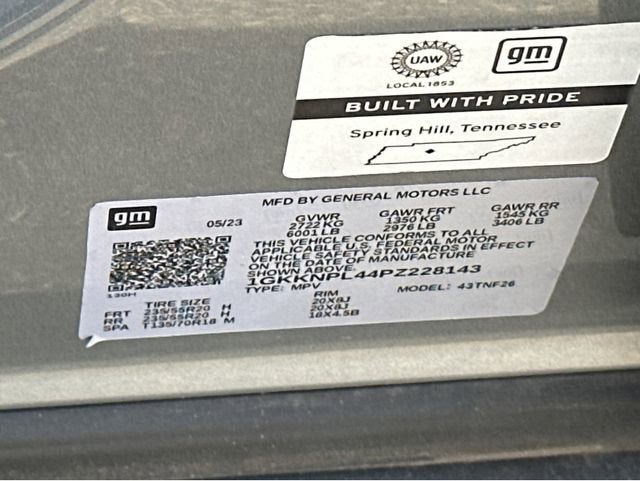 UAW
gm
LOCAL 1853
BUILT WITH PRIDE
Spring Hill, Tennessee
gm
MFD BY GENERAL MOTORS LLC
05/23
GVWR GAWR FRT GAWR RR
2722 KG 1350 KG 1545 KG
6001 LB 2976 LB 3406 LB
THIS VEHICLE CONFORMS TO ALL
APPLICABLE U.S. FEDERAL MOTOR
VEHICLE SAFETY STANDARDS IN EFFECT
ON THE DATE OF MANUFACTURE
SHOWN ABOVE.
1GKKNPL44PZ228143
TYPE: MPV MODEL: 43TNF26
130H
TIRE SIZE RIM
FRT 235/55R20 H 20X8J
RR 235/55R20 H 20X8J
SPA T135/70R18 M 18X4.5B